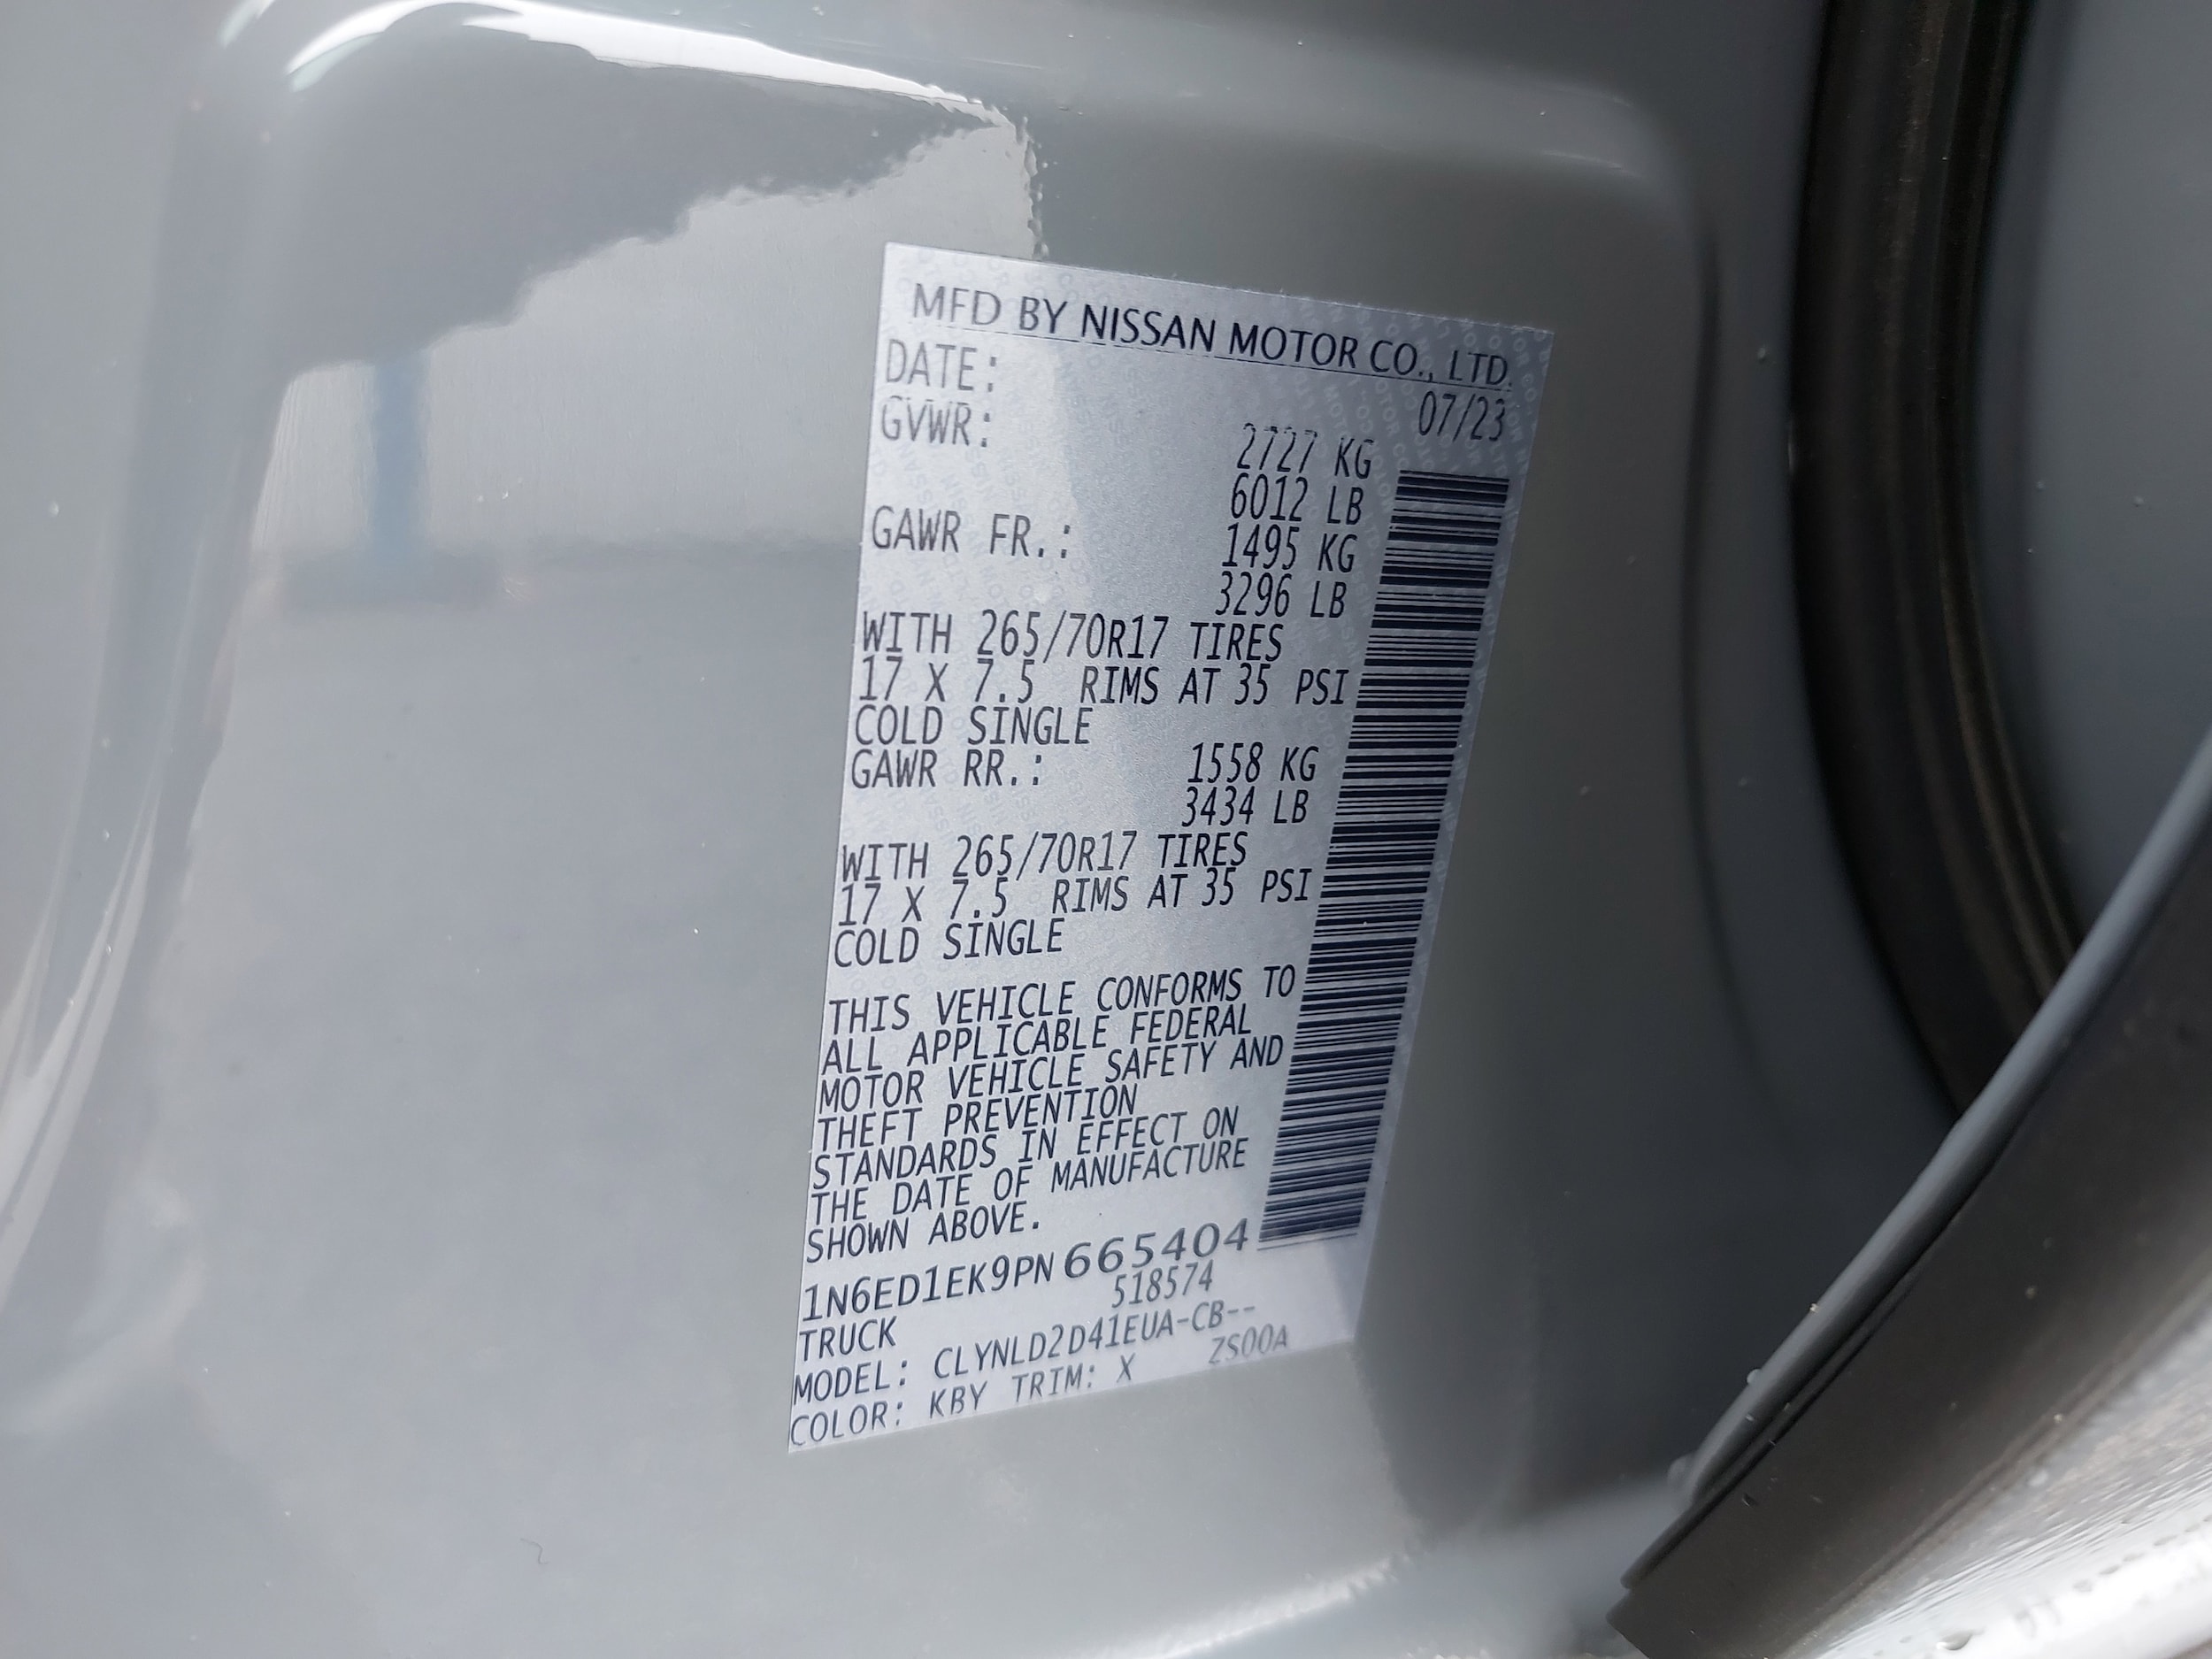 MFD BY NISSAN MOTOR CO., LTD.
DATE: 07/23
GVWR: 2727 KG
6012 LB
GAWR FR.: 1495 KG
3296 LB
WITH 265/70R17 TIRES
17 X 7.5 RIMS AT 35 PSI
COLD SINGLE
GAWR RR.: 1558 KG
3434 LB
WITH 265/70R17 TIRES
17 X 7.5 RIMS AT 35 PSI
COLD SINGLE
THIS VEHICLE CONFORMS TO
ALL APPLICABLE FEDERAL
MOTOR VEHICLE SAFETY AND
THEFT PREVENTION
STANDARDS IN EFFECT ON
THE DATE OF MANUFACTURE
SHOWN ABOVE.
1N6ED1EK9PN665404
TRUCK 518574
MODEL: CLYNLD2D41EUA-CB--
COLOR: KBY TRIM: X ZS00A